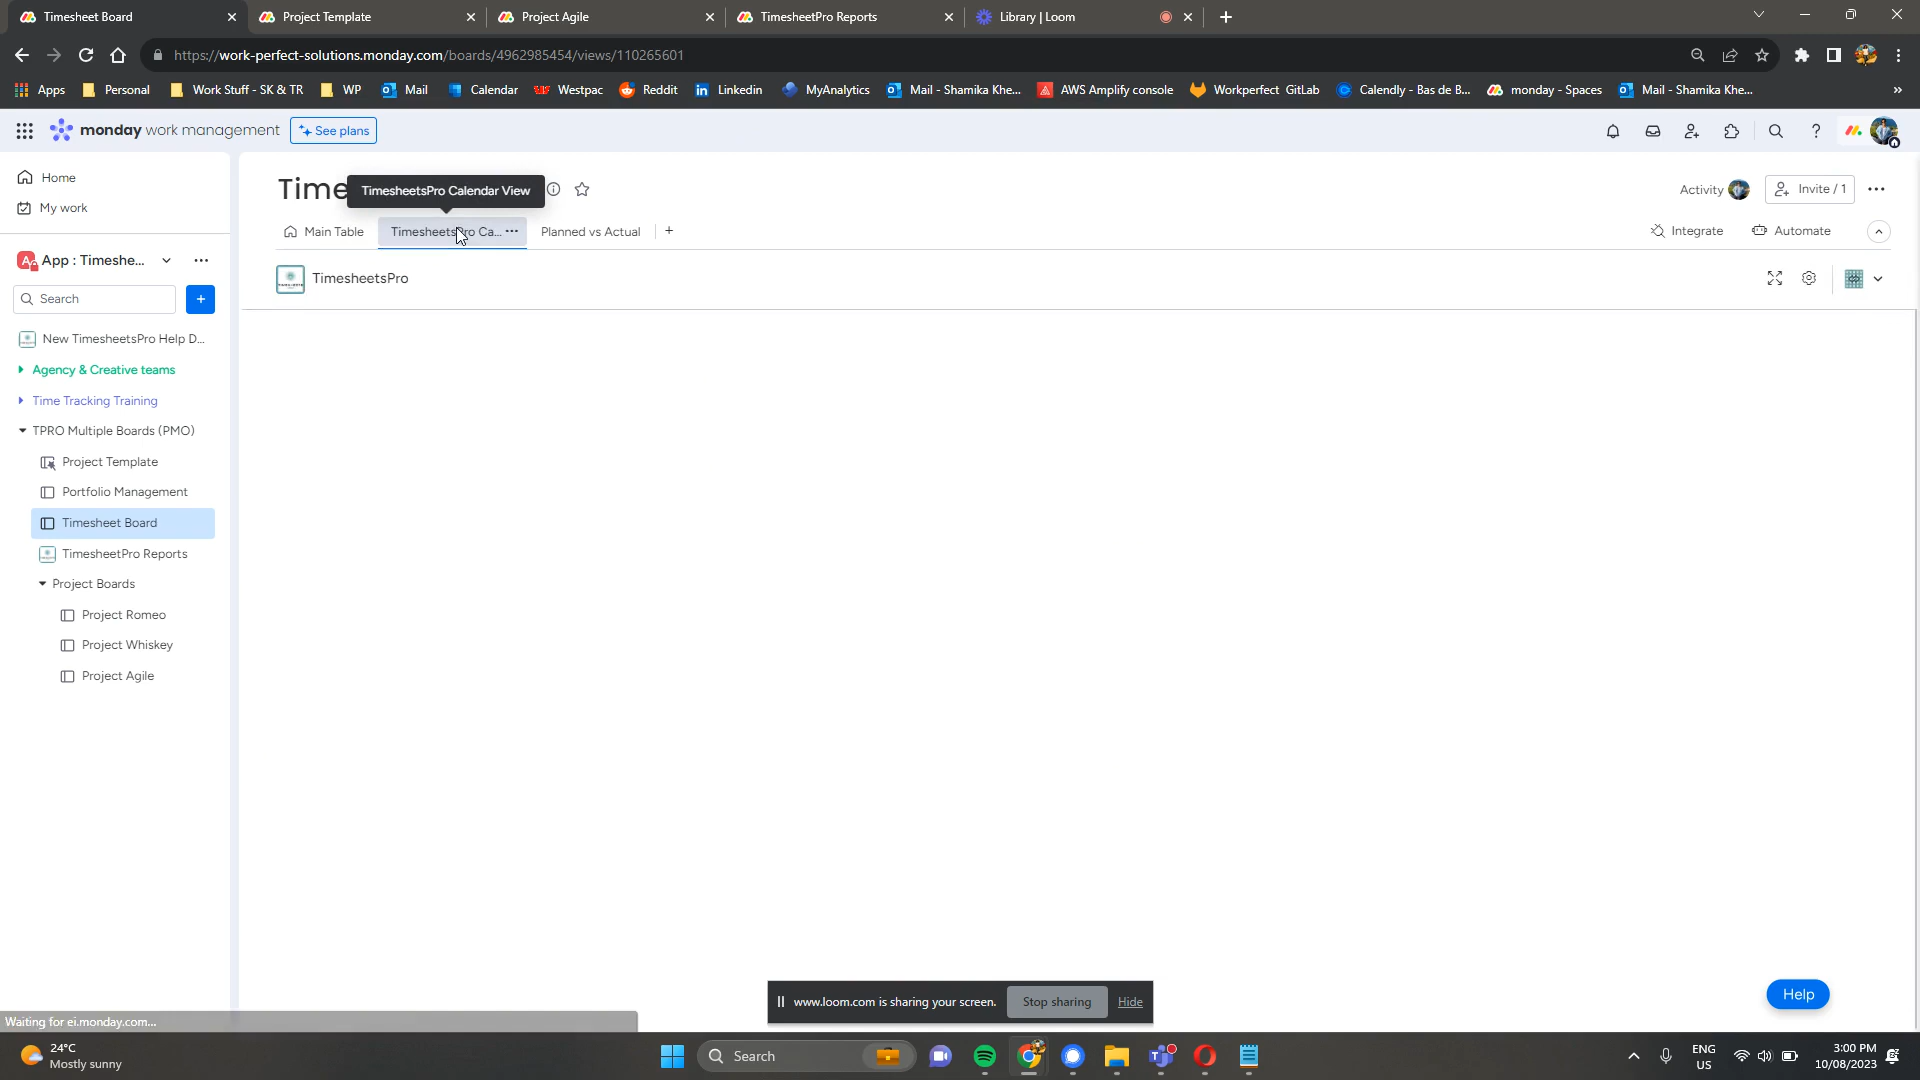 Timesheet Board
Project Template
Project Agile
TimesheetPro Reports
Library | Loom
https://work-perfect-solutions.monday.com/boards/4962985454/views/110265601
Apps
Personal
Work Stuff - SK & TR
WP
Mail
Calendar
Westpac
Reddit
Linkedin
MyAnalytics
Mail - Shamika Khe...
AWS Amplify console
Workperfect GitLab
Calendly - Bas de B...
monday - Spaces
Mail - Shamika Khe...
monday work management
See plans
Home
My work
App : Timeshe...
Search
New TimesheetsPro Help D...
Agency & Creative teams
Time Tracking Training
TPRO Multiple Boards (PMO)
Project Template
Portfolio Management
Timesheet Board
TimesheetPro Reports
Project Boards
Project Romeo
Project Whiskey
Project Agile
Time
TimesheetsPro Calendar View
Activity
Invite / 1
Main Table
TimesheetsPro Ca...
Planned vs Actual
Integrate
Automate
TimesheetsPro
Help
www.loom.com is sharing your screen.
Stop sharing
Hide
Waiting for ei.monday.com...
24°C
Mostly sunny
Search
ENG
US
3:00 PM
10/08/2023